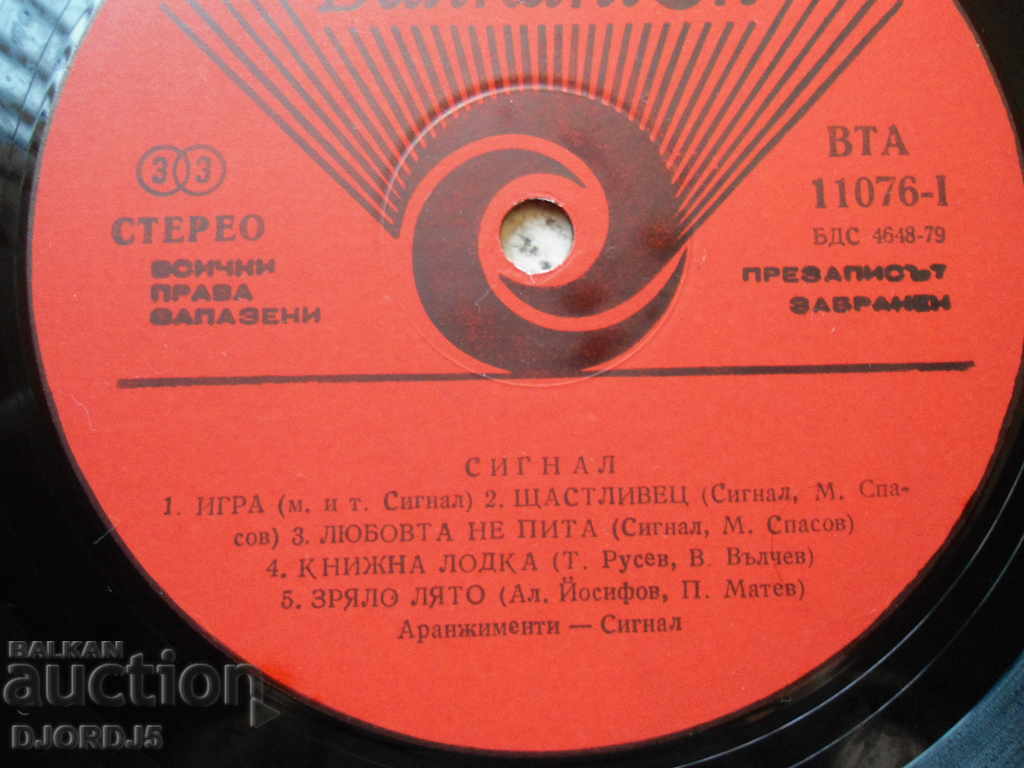 Балкантон
33
СТЕРЕО
ВСИЧКИ
ПРАВА
ЗАПАЗЕНИ
ВТА
11076-I
БДС 4648-79
ПРЕЗАПИСЪТ
ЗАБРАНЕН
СИГНАЛ
1. ИГРА (м. и т. Сигнал) 2. ЩАСТЛИВЕЦ (Сигнал, М. Спа-
сов) 3. ЛЮБОВТА НЕ ПИТА (Сигнал, М. Спасов)
4. КНИЖНА ЛОДКА (Т. Русев, В. Вълчев)
5. ЗРЯЛО ЛЯТО (Ал. Йосифов, П. Матев)
Аранжименти — Сигнал
BALKAN
auction
DJORDJ5